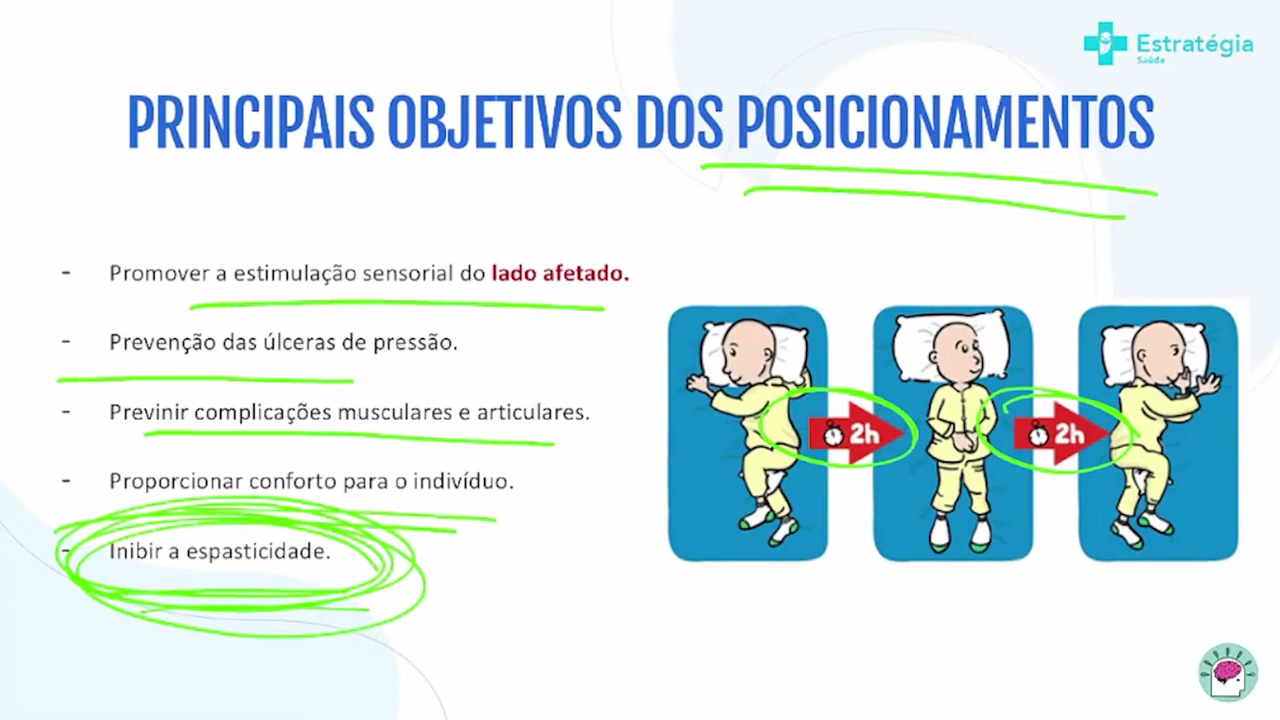 Estratégia
Saúde
PRINCIPAIS OBJETIVOS DOS POSICIONAMENTOS
- Promover a estimulação sensorial do lado afetado.
- Prevenção das úlceras de pressão.
- Previnir complicações musculares e articulares.
- Proporcionar conforto para o indivíduo.
- Inibir a espasticidade.
2h
2h